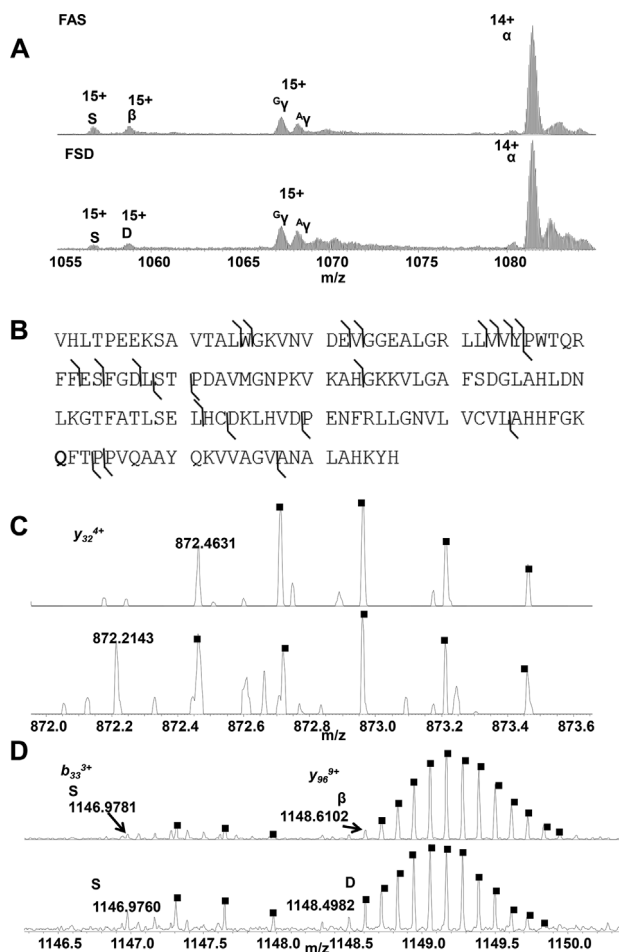 FAS
A
14+
α
15+ 15+ 15+
S β Gγ Aγ
FSD
14+
α
15+ 15+ 15+
S D Gγ Aγ
1055 1060 1065 1070 1075 1080
m/z
B
VHLTPEEKSA VTALWGKVNV DEVGGEALGR LLVVYPWTQR
FFESFGDLST PDAVMGNPKV KAHGKKVLGA FSDGLAHLDN
LKGTFATLSE LHCDKLHVDP ENFRLLGNVL VCVLAHHFGK
QFTPPVQAAY QKVVAGVANA LAHKYH
C
y32 4+
872.4631
872.2143
872.0 872.2 872.4 872.6 872.8 873.0 873.2 873.4 873.6
m/z
D
b33 3+ y96 9+
S β
1146.9781 1148.6102
S D
1146.9760 1148.4982
1146.5 1147.0 1147.5 1148.0 1148.5 1149.0 1149.5 1150.0
m/z